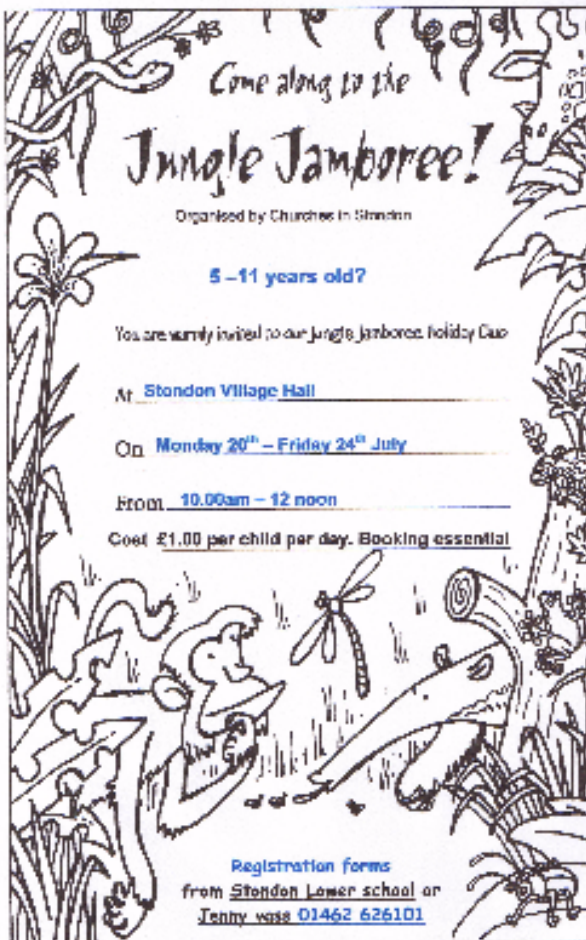 Come along to the
Jungle Jamboree!
Organised by Churches in Stondon
5 –11 years old?
You are warmly invited to our Jungle Jamboree Holiday Club
At Stondon Village Hall
On Monday 20th – Friday 24th July
From 10.00am – 12 noon
Cost £1.00 per child per day. Booking essential
Registration forms
from Stondon Lower school or
Jenny vass 01462 626101